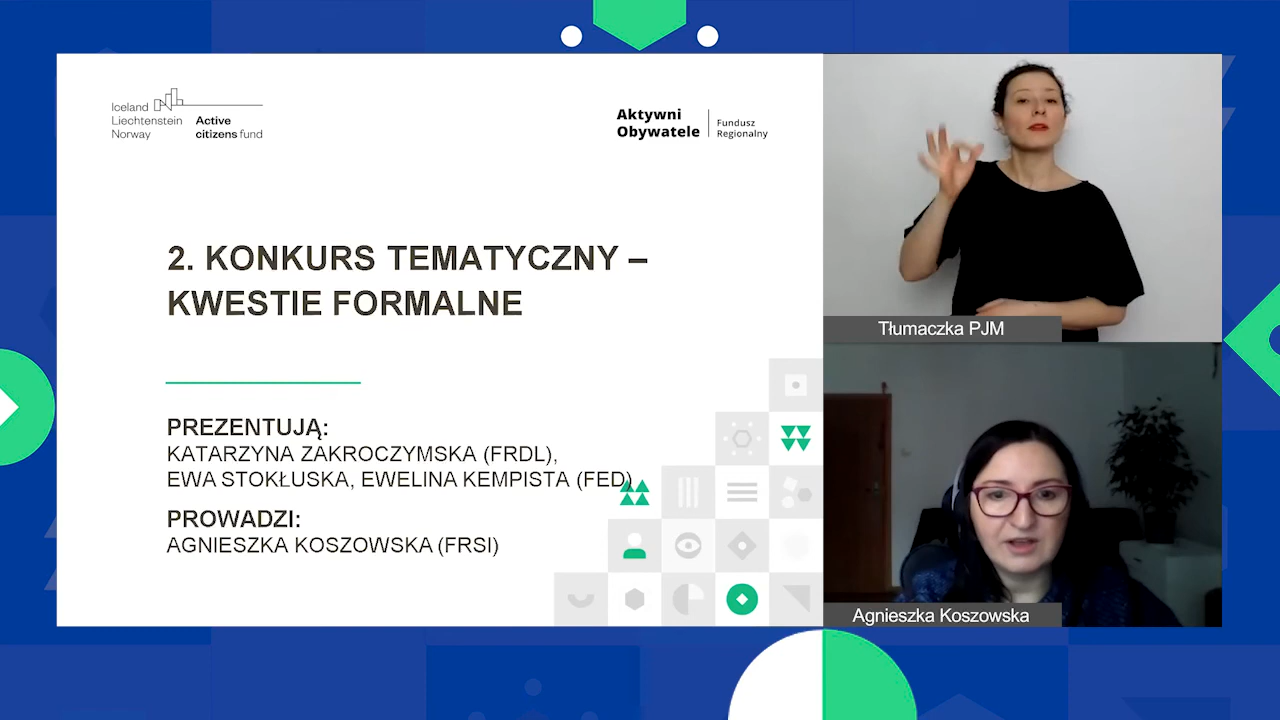 Iceland
Liechtenstein
Norway
Active
citizens fund
Aktywni
Obywatele
Fundusz
Regionalny
2. KONKURS TEMATYCZNY –
KWESTIE FORMALNE
PREZENTUJĄ:
KATARZYNA ZAKROCZYMSKA (FRDL),
EWA STOKŁUSKA, EWELINA KEMPISTA (FED)
PROWADZI:
AGNIESZKA KOSZOWSKA (FRSI)
Tłumaczka PJM
Agnieszka Koszowska